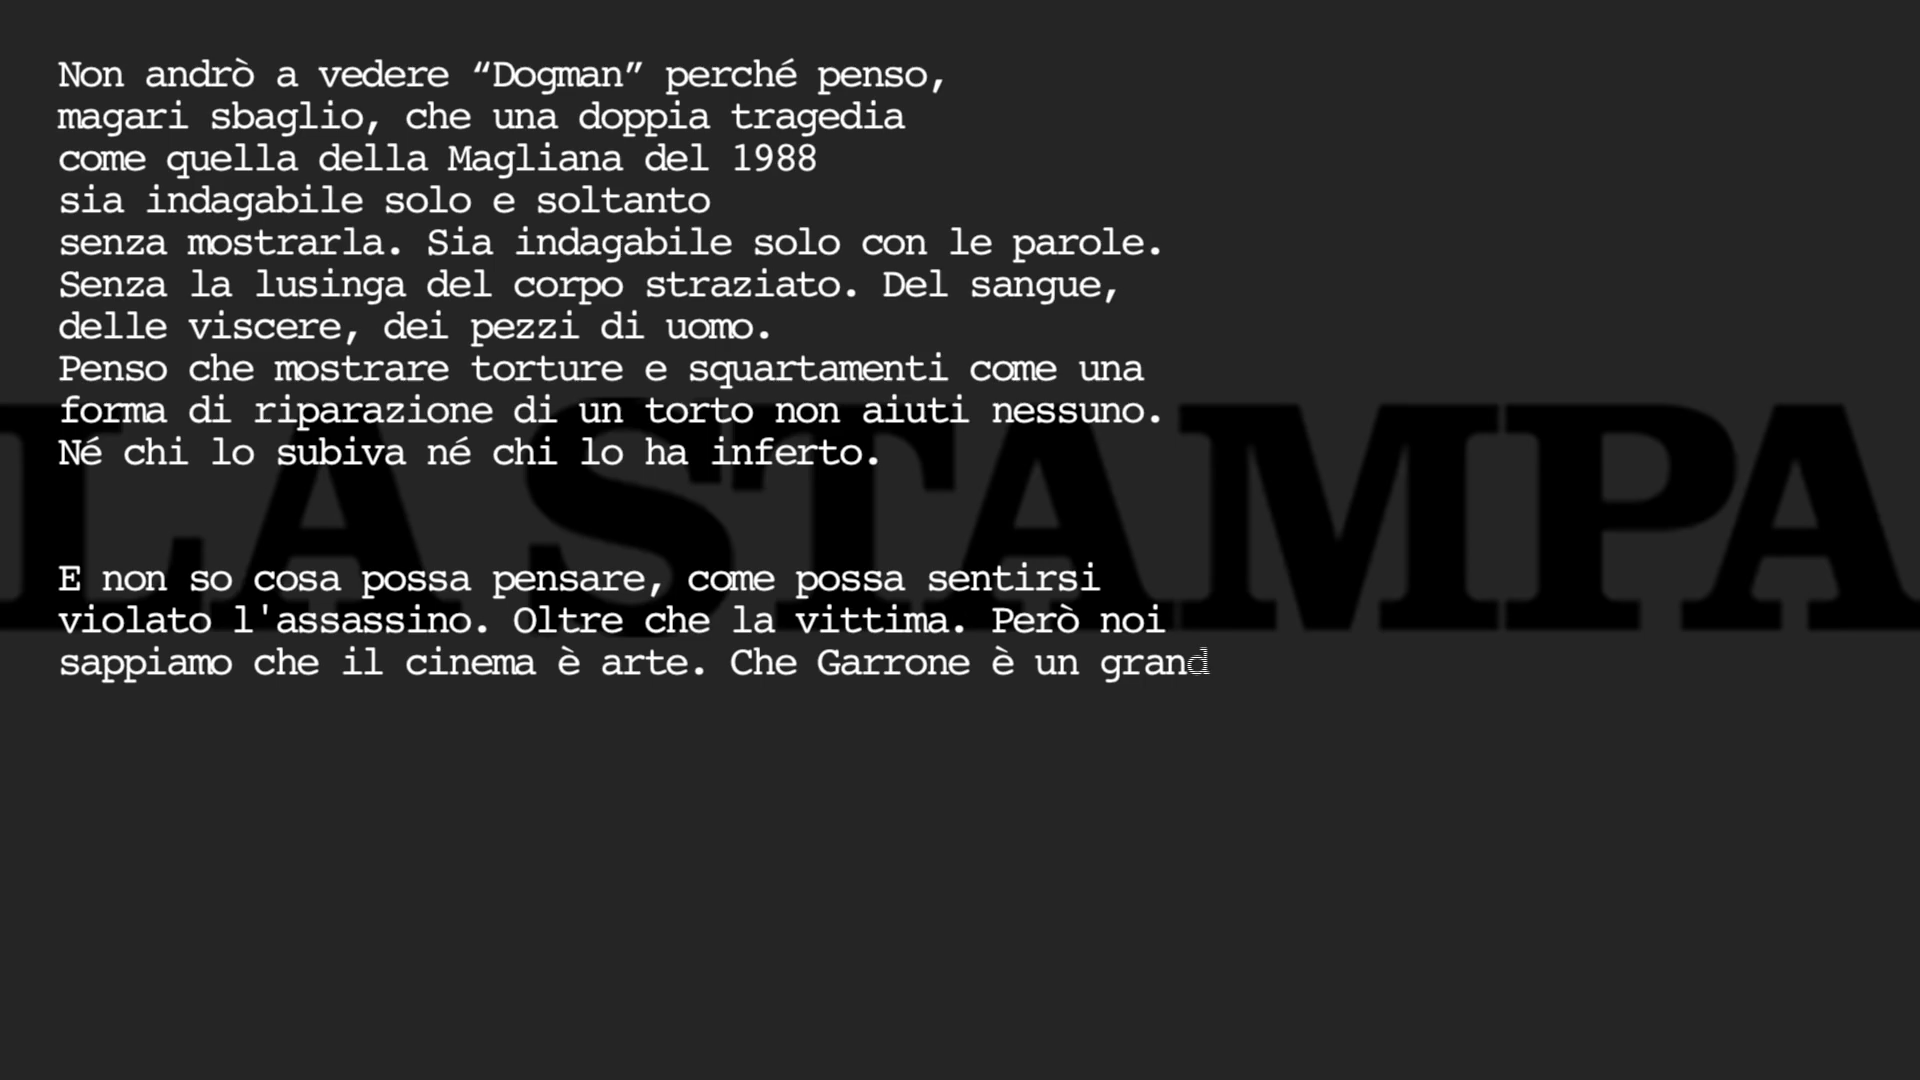 Non andrò a vedere “Dogman” perché penso,
magari sbaglio, che una doppia tragedia
come quella della Magliana del 1988
sia indagabile solo e soltanto
senza mostrarla. Sia indagabile solo con le parole.
Senza la lusinga del corpo straziato. Del sangue,
delle viscere, dei pezzi di uomo.
Penso che mostrare torture e squartamenti come una
forma di riparazione di un torto non aiuti nessuno.
Né chi lo subiva né chi lo ha inferto.
LA STAMPA
E non so cosa possa pensare, come possa sentirsi
violato l'assassino. Oltre che la vittima. Però noi
sappiamo che il cinema è arte. Che Garrone è un grand